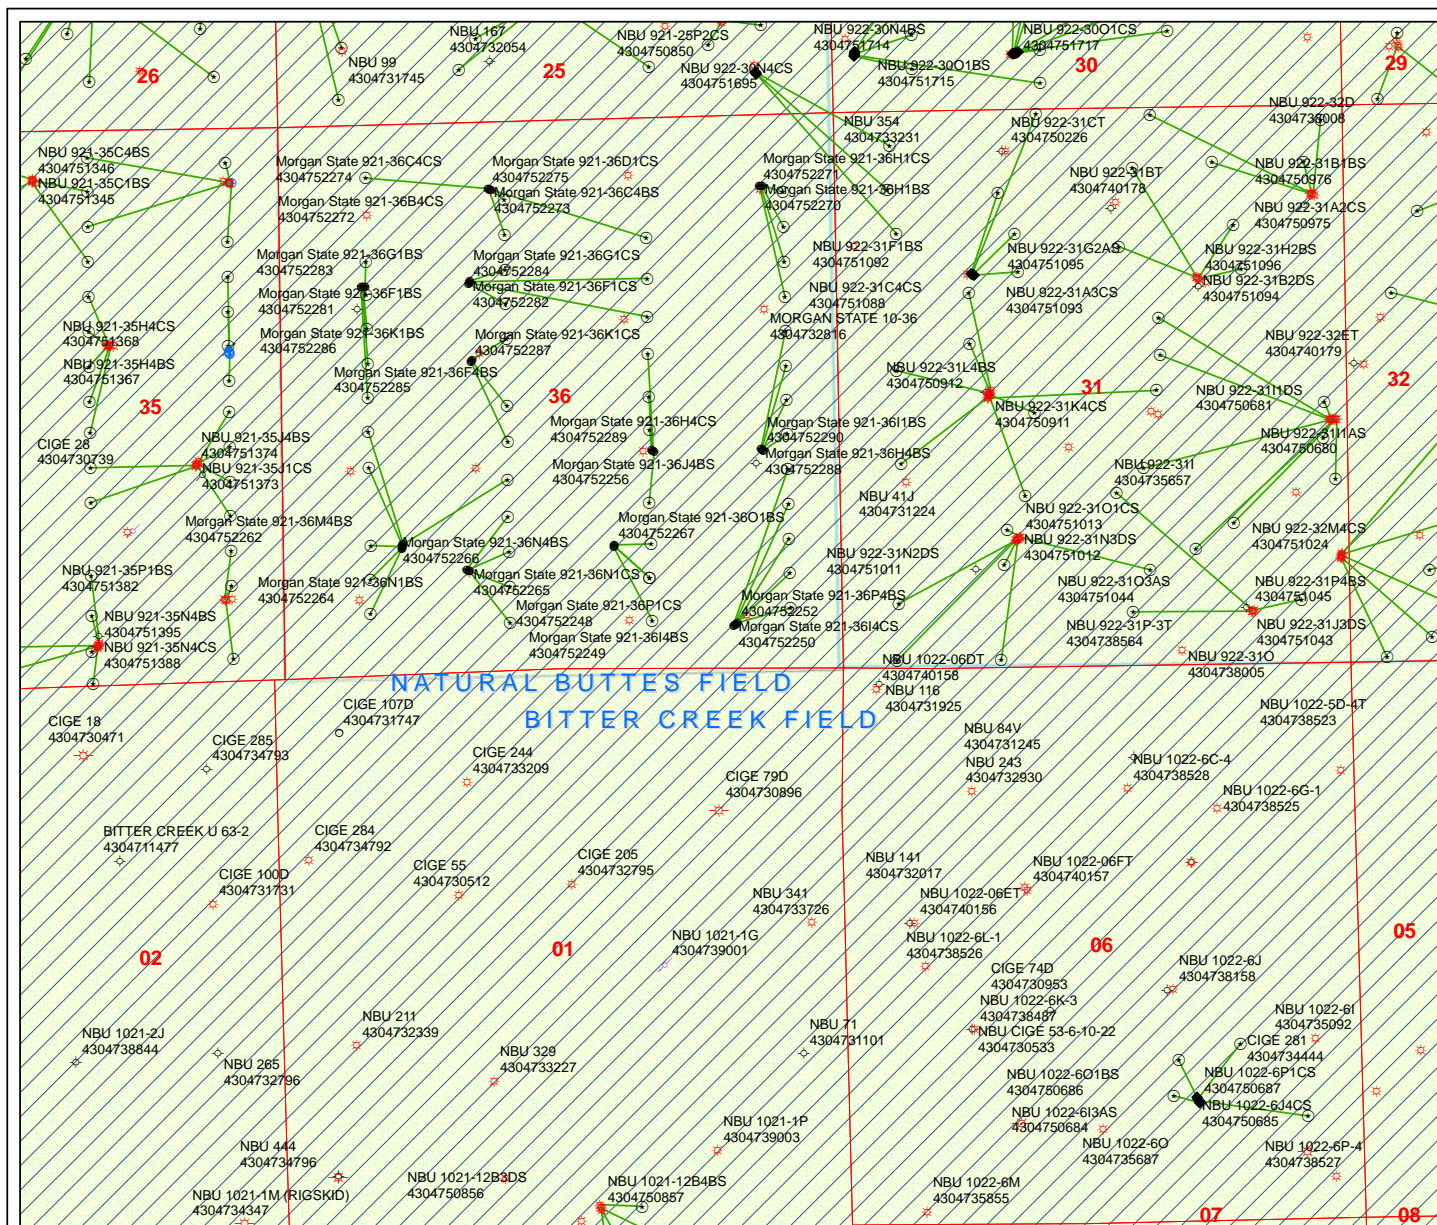 NBU 167
4304732054
NBU 99
4304731745
NBU 921-25P2CS
4304750850
NBU 922-30N4CS
4304751695
NBU 922-30N4BS
4304751714
NBU 922-30O1BS
4304751715
NBU 922-30O1CS
4304751717
26
25
30
29
NBU 354
4304733231
NBU 922-31CT
4304750226
NBU 922-32D
4304738008
NBU 921-35C4BS
4304751346
NBU 921-35C1BS
4304751345
Morgan State 921-36C4CS
4304752274
Morgan State 921-36B4CS
4304752272
Morgan State 921-36D1CS
4304752275
Morgan State 921-36C4BS
4304752273
Morgan State 921-36H1CS
4304752271
Morgan State 921-36H1BS
4304752270
NBU 922-31BT
4304740178
NBU 922-31B1BS
4304750976
NBU 922-31A2CS
4304750975
Morgan State 921-36G1BS
4304752283
Morgan State 921-36F1BS
4304752281
Morgan State 921-36G1CS
4304752284
Morgan State 921-36F1CS
4304752282
NBU 922-31F1BS
4304751092
NBU 922-31C4CS
4304751088
NBU 922-31G2AS
4304751095
NBU 922-31A3CS
4304751093
NBU 922-31H2BS
4304751096
NBU 922-31B2DS
4304751094
NBU 921-35H4CS
4304751368
NBU 921-35H4BS
4304751367
Morgan State 921-36K1BS
4304752286
Morgan State 921-36F4BS
4304752285
Morgan State 921-36K1CS
4304752287
MORGAN STATE 10-36
4304732816
NBU 922-32ET
4304740179
NBU 922-31L4BS
4304750912
NBU 922-31K4CS
4304750911
NBU 922-31I1DS
4304750681
NBU 922-31I1AS
4304750680
35
36
31
32
CIGE 28
4304730739
NBU 921-35J4BS
4304751374
NBU 921-35J1CS
4304751373
Morgan State 921-36H4CS
4304752289
Morgan State 921-36J4BS
4304752256
Morgan State 921-36I1BS
4304752290
Morgan State 921-36H4BS
4304752288
NBU 41J
4304731224
NBU 922-31I
4304735657
Morgan State 921-36M4BS
4304752262
Morgan State 921-36N4BS
4304752266
Morgan State 921-36O1BS
4304752267
NBU 922-31O1CS
4304751013
NBU 922-31N3DS
4304751012
NBU 922-32M4CS
4304751024
NBU 921-35P1BS
4304751382
Morgan State 921-36N1BS
4304752264
Morgan State 921-36N1CS
4304752265
NBU 922-31N2DS
4304751011
NBU 922-31O3AS
4304751044
NBU 922-31P4BS
4304751045
NBU 922-31J3DS
4304751043
NBU 921-35N4BS
4304751395
NBU 921-35N4CS
4304751388
Morgan State 921-36P1CS
4304752248
Morgan State 921-36I4BS
4304752249
Morgan State 921-36P4BS
4304752252
Morgan State 921-36I4CS
4304752250
NBU 922-31P-3T
4304738564
NBU 922-31O
4304738005
NBU 1022-06DT
4304740158
NBU 116
4304731925
NATURAL BUTTES FIELD
BITTER CREEK FIELD
CIGE 18
4304730471
CIGE 107D
4304731747
CIGE 285
4304734793
CIGE 244
4304733209
NBU 84V
4304731245
NBU 243
4304732930
NBU 1022-5D-4T
4304738523
NBU 1022-6C-4
4304738528
NBU 1022-6G-1
4304738525
CIGE 79D
4304730896
BITTER CREEK U 63-2
4304711477
CIGE 284
4304734792
CIGE 100D
4304731731
CIGE 55
4304730512
CIGE 205
4304732795
NBU 141
4304732017
NBU 1022-06FT
4304740157
NBU 341
4304733726
NBU 1022-06ET
4304740156
02
01
06
05
NBU 1021-1G
4304739001
NBU 1022-6L-1
4304738526
CIGE 74D
4304730953
NBU 1022-6J
4304738158
NBU 1022-6K-3
4304738487
NBU CIGE 53-6-10-22
4304730533
NBU 1022-6I
4304735092
CIGE 281
4304734444
NBU 1021-2J
4304738844
NBU 265
4304732796
NBU 211
4304732339
NBU 329
4304733227
NBU 71
4304731101
NBU 1022-6O1BS
4304750686
NBU 1022-6P1CS
4304750687
NBU 1022-6J4CS
4304750685
NBU 1022-6I3AS
4304750684
NBU 1022-6O
4304735687
NBU 1022-6P-4
4304738527
NBU 1021-1P
4304739003
NBU 444
4304734796
NBU 1021-1M (RIGSKID)
4304734347
NBU 1021-12B3DS
4304750856
NBU 1021-12B4BS
4304750857
NBU 1022-6M
4304735855
07
08